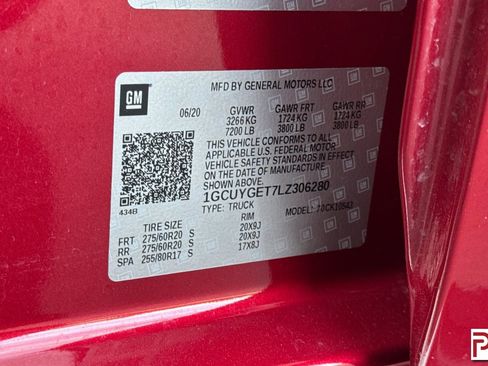 MFD BY GENERAL MOTORS LLC
GM
06/20 GVWR GAWR FRT GAWR RR
3266 KG 1724 KG 1724 KG
7200 LB 3800 LB 3800 LB
THIS VEHICLE CONFORMS TO ALL
APPLICABLE U.S. FEDERAL MOTOR
VEHICLE SAFETY STANDARDS IN EFFECT
ON THE DATE OF MANUFACTURE
SHOWN ABOVE.
1GCUYGET7LZ306280
434B TYPE: TRUCK MODEL: 70CK10543
TIRE SIZE RIM
FRT 275/60R20 S 20X9J
RR 275/60R20 S 20X9J
SPA 255/80R17 S 17X8J